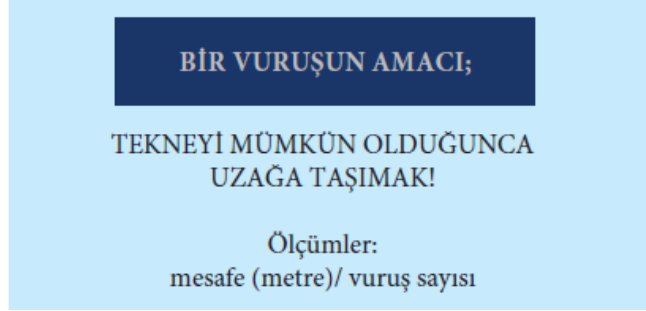 BİR VURUŞUN AMACI;
TEKNEYİ MÜMKÜN OLDUĞUNCA
UZAĞA TAŞIMAK!
Ölçümler:
mesafe (metre)/ vuruş sayısı